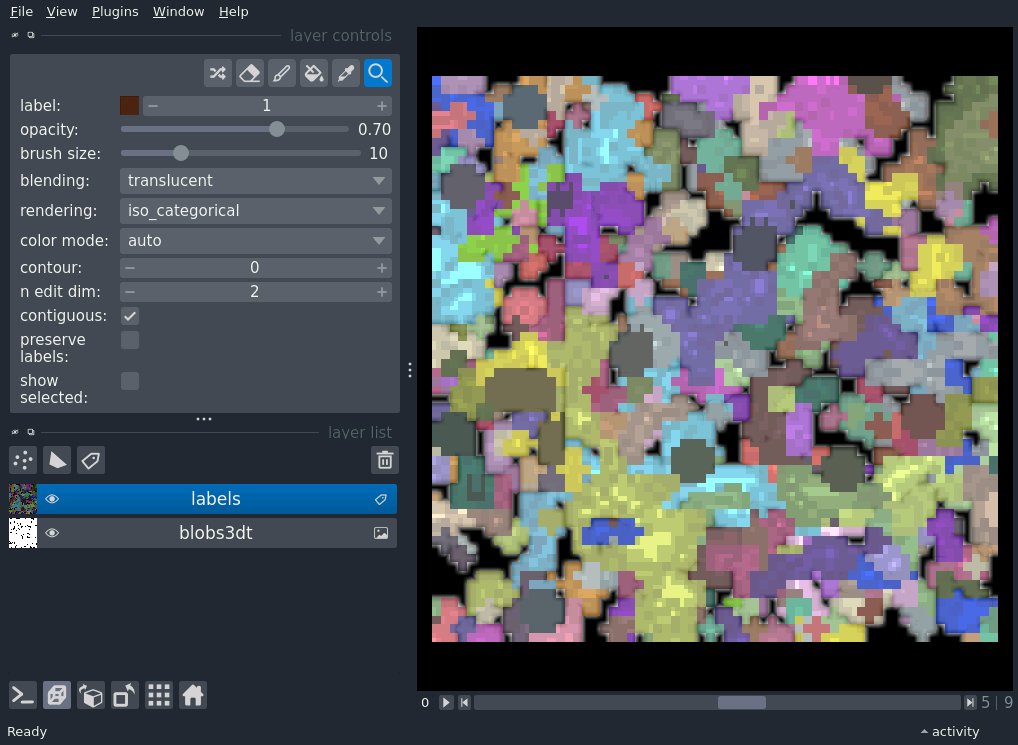 File View Plugins Window Help
layer controls
label: 1
opacity: 0.70
brush size: 10
blending: translucent
rendering: iso_categorical
color mode: auto
contour: 0
n edit dim: 2
contiguous:
preserve
labels:
show
selected:
layer list
labels
blobs3dt
0 5 | 9
Ready activity